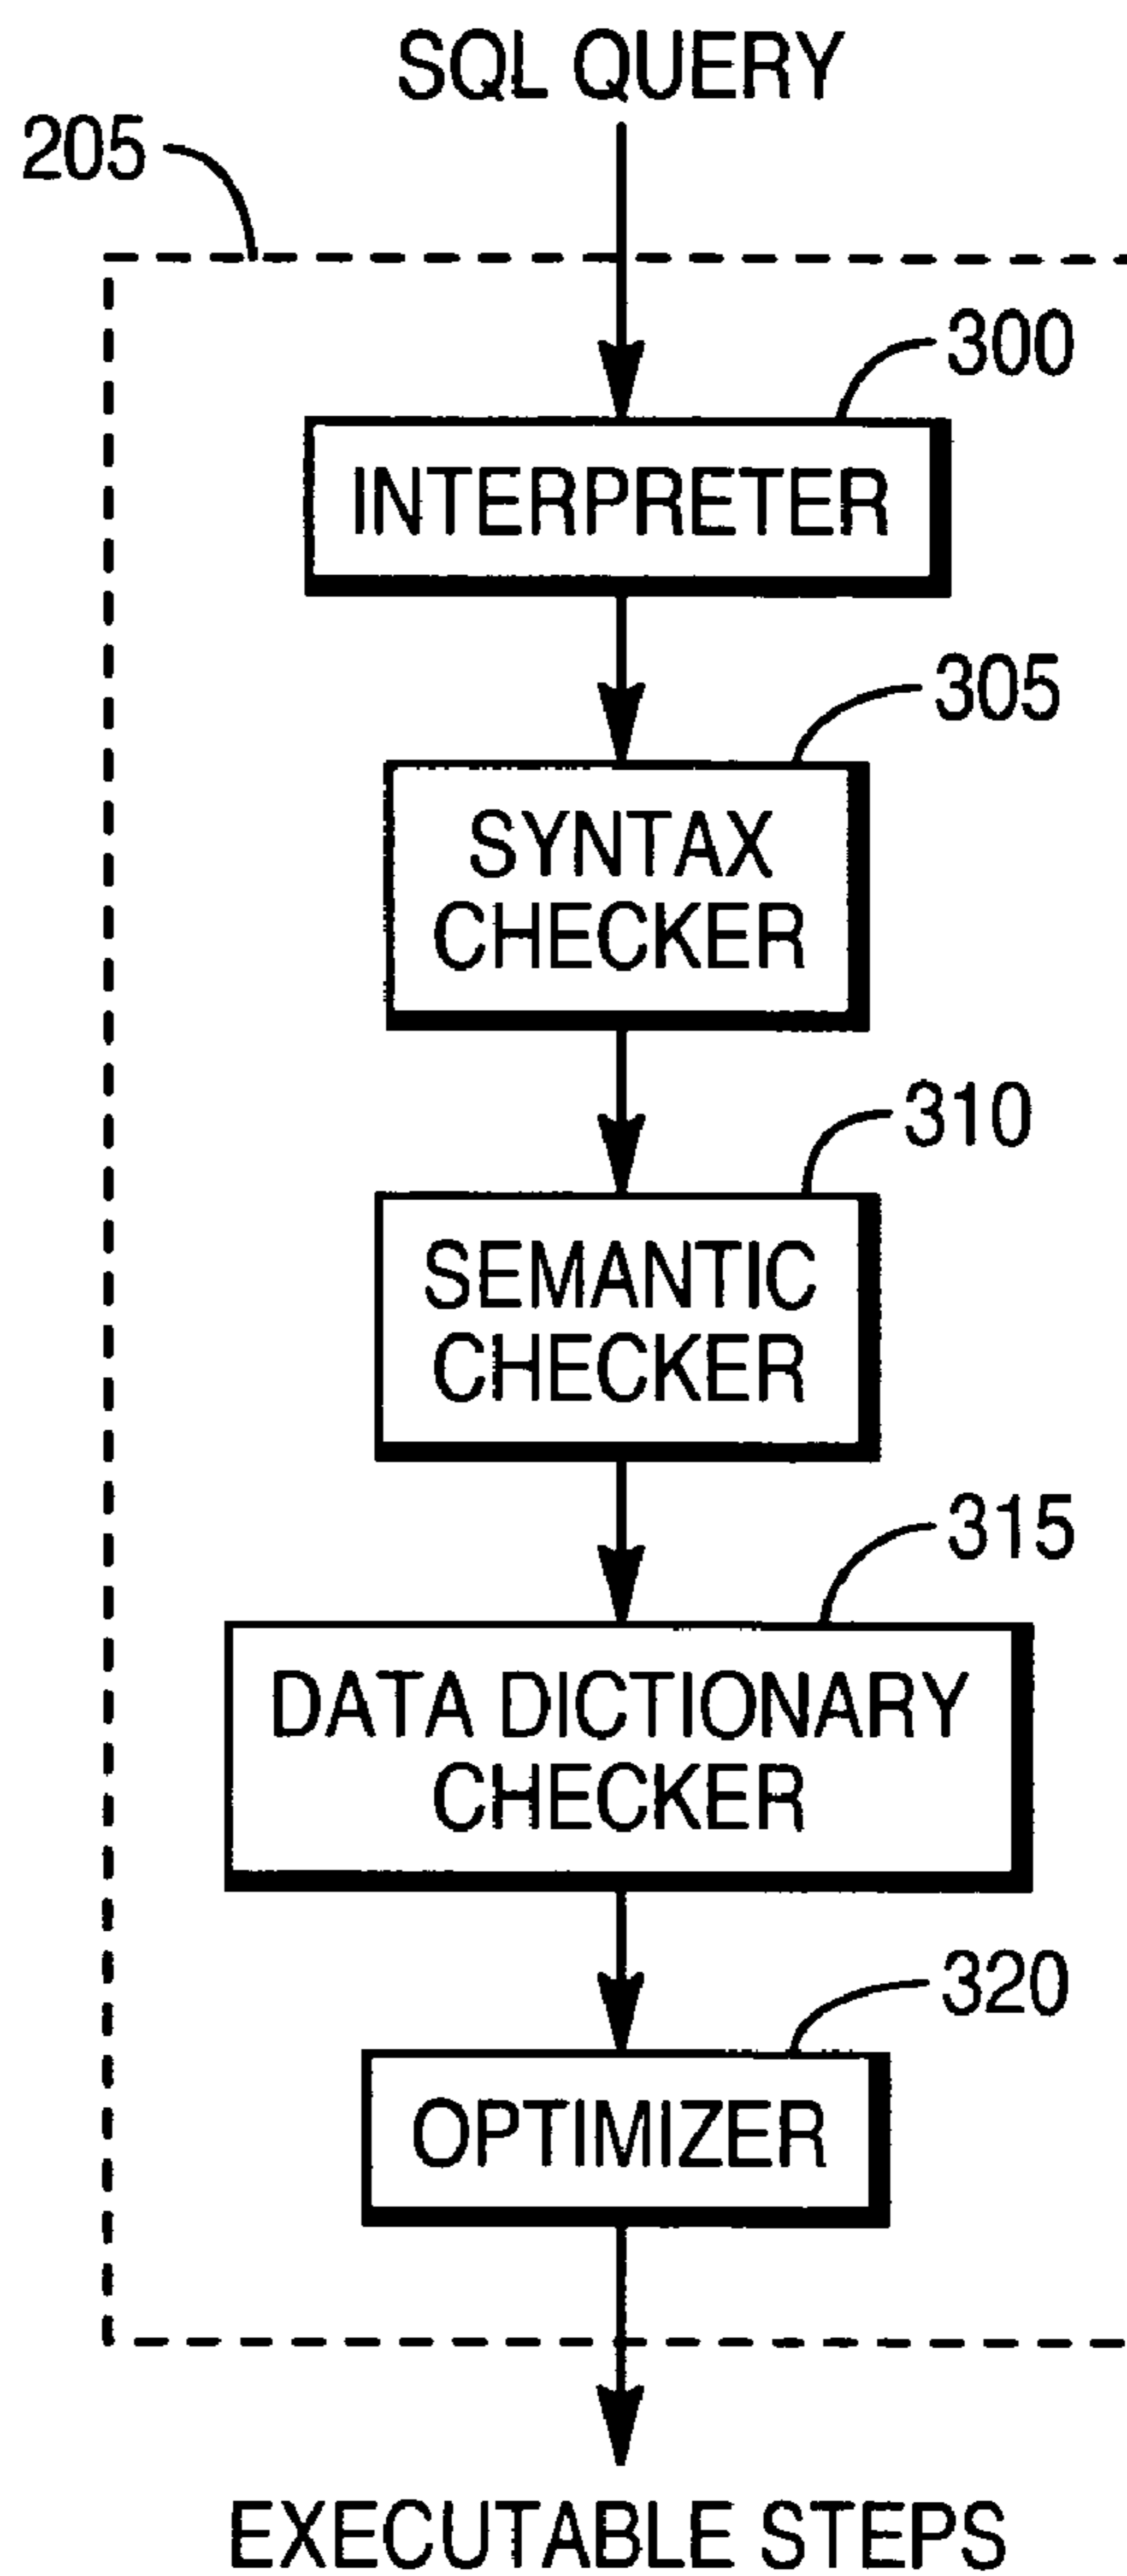 SQL QUERY
205
300
INTERPRETER
305
SYNTAX
CHECKER
310
SEMANTIC
CHECKER
315
DATA DICTIONARY
CHECKER
320
OPTIMIZER
EXECUTABLE STEPS